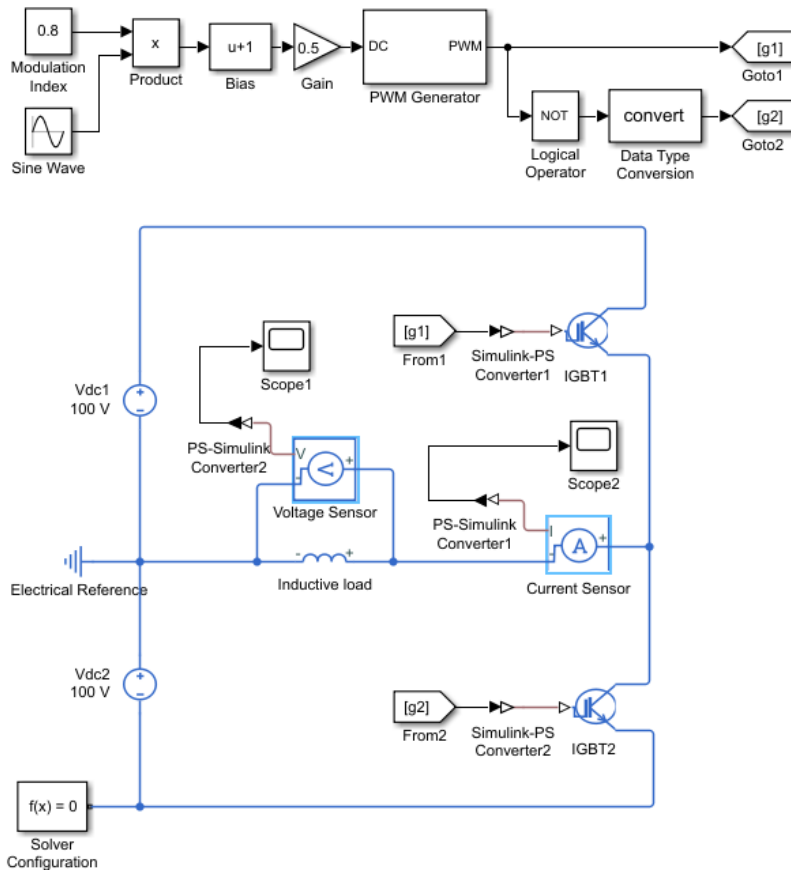 0.8
Modulation
Index
Sine Wave
x
Product
u+1
Bias
0.5
Gain
DC
PWM
PWM Generator
[g1]
Goto1
NOT
Logical
Operator
convert
Data Type
Conversion
[g2]
Goto2
Vdc1
100 V
+
−
Scope1
PS-Simulink
Converter2
V
+
-
V
Voltage Sensor
[g1]
From1
Simulink-PS
Converter1
IGBT1
Scope2
PS-Simulink
Converter1
I
+
-
A
Current Sensor
Electrical Reference
-
+
Inductive load
Vdc2
100 V
+
−
[g2]
From2
Simulink-PS
Converter2
IGBT2
f(x) = 0
Solver
Configuration